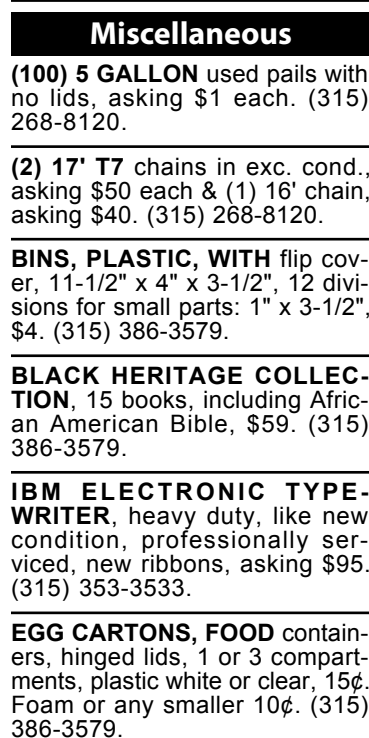 Miscellaneous
(100) 5 GALLON used pails with
no lids, asking $1 each. (315)
268-8120.
(2) 17' T7 chains in exc. cond.,
asking $50 each & (1) 16' chain,
asking $40. (315) 268-8120.
BINS, PLASTIC, WITH flip cov-
er, 11-1/2" x 4" x 3-1/2", 12 divi-
sions for small parts: 1" x 3-1/2",
$4. (315) 386-3579.
BLACK HERITAGE COLLEC-
TION, 15 books, including Afric-
an American Bible, $59. (315)
386-3579.
IBM ELECTRONIC TYPE-
WRITER, heavy duty, like new
condition, professionally ser-
viced, new ribbons, asking $95.
(315) 353-3533.
EGG CARTONS, FOOD contain-
ers, hinged lids, 1 or 3 compart-
ments, plastic white or clear, 15¢.
Foam or any smaller 10¢. (315)
386-3579.